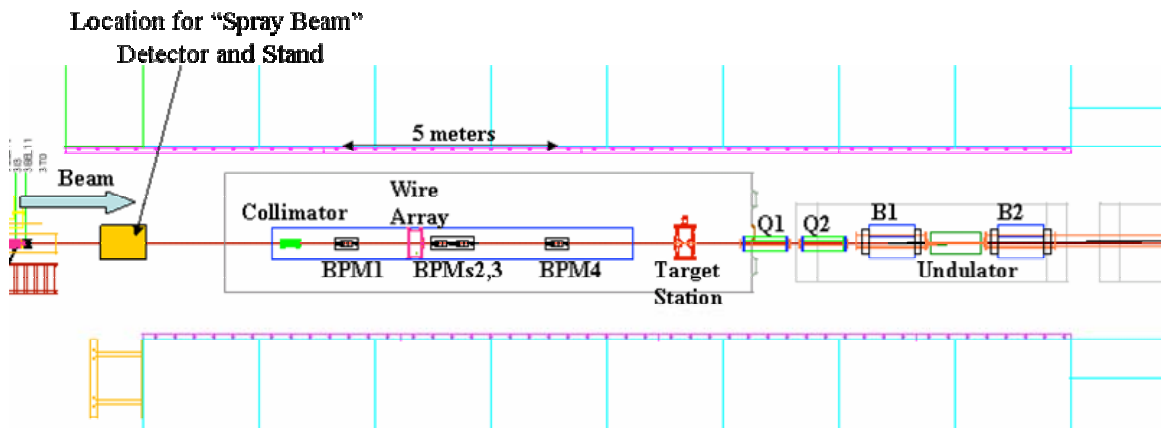 Location for “Spray Beam”
Detector and Stand
5 meters
Beam
Wire
Array
Collimator
Q1
Q2
B1
B2
BPM1
BPMs2,3
BPM4
Target
Station
Undulator